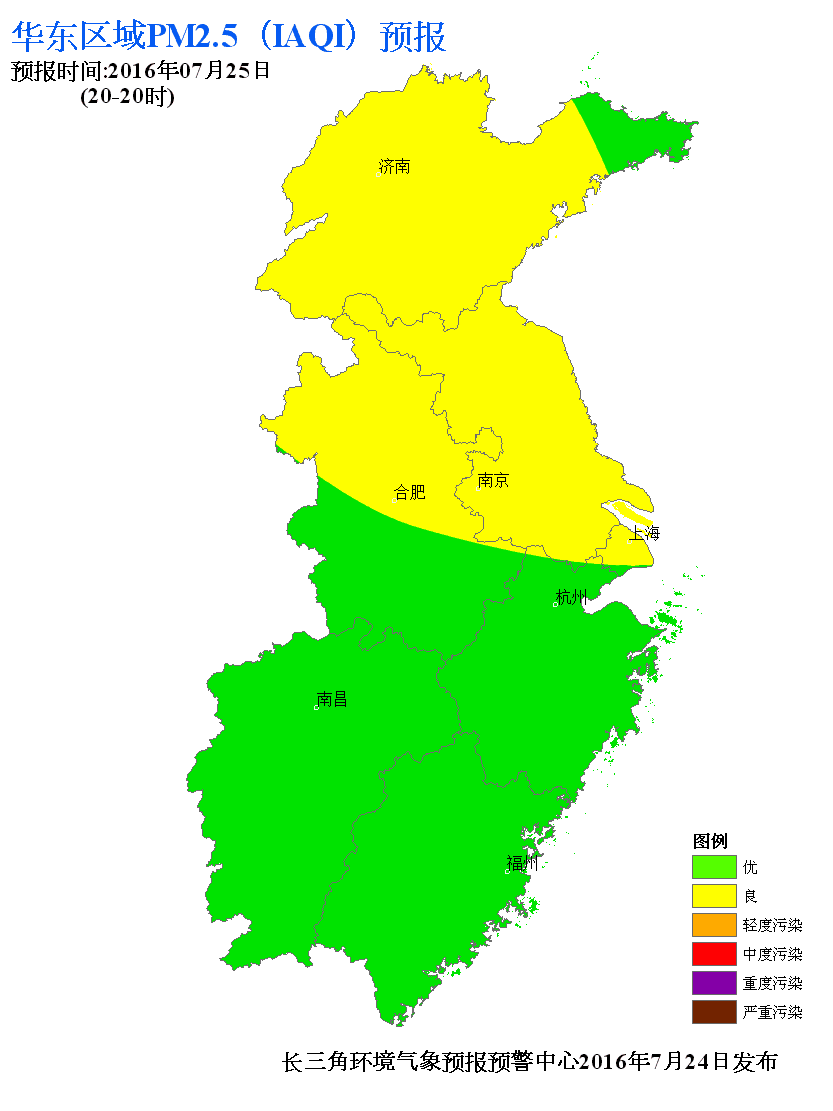 华东区域PM2.5（IAQI）预报
预报时间:2016年07月25日
(20-20时)
济南
合肥
南京
上海
杭州
南昌
福州
图例
优
良
轻度污染
中度污染
重度污染
严重污染
长三角环境气象预报预警中心2016年7月24日发布